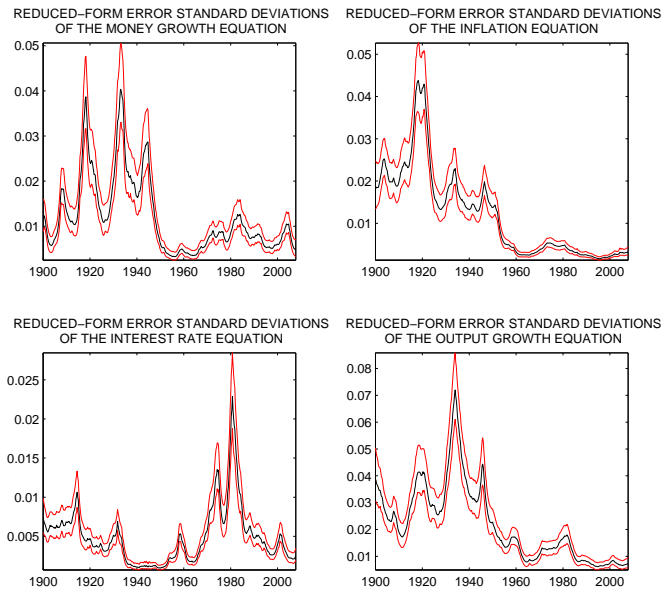 REDUCED−FORM ERROR STANDARD DEVIATIONS
OF THE MONEY GROWTH EQUATION
0.05
0.04
0.03
0.02
0.01
1900 1920 1940 1960 1980 2000
REDUCED−FORM ERROR STANDARD DEVIATIONS
OF THE INFLATION EQUATION
0.05
0.04
0.03
0.02
0.01
1900 1920 1940 1960 1980 2000
REDUCED−FORM ERROR STANDARD DEVIATIONS
OF THE INTEREST RATE EQUATION
0.025
0.02
0.015
0.01
0.005
1900 1920 1940 1960 1980 2000
REDUCED−FORM ERROR STANDARD DEVIATIONS
OF THE OUTPUT GROWTH EQUATION
0.08
0.07
0.06
0.05
0.04
0.03
0.02
0.01
1900 1920 1940 1960 1980 2000